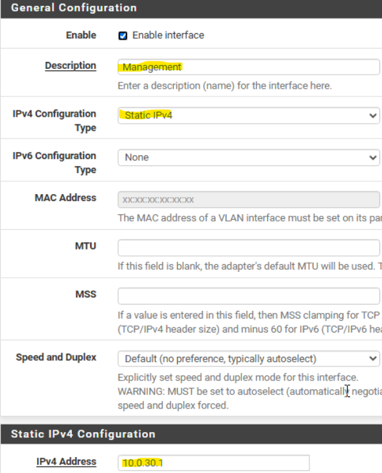 General Configuration
Enable
Enable interface
Description
Management
Enter a description (name) for the interface here.
IPv4 Configuration
Type
Static IPv4
IPv6 Configuration
Type
None
MAC Address
xx:xx:xx:xx:xx:xx
The MAC address of a VLAN interface must be set on its
MTU
If this field is blank, the adapter's default MTU will be used.
MSS
If a value is entered in this field, then MSS clamping for TCP
(TCP/IPv4 header size) and minus 60 for IPv6 (TCP/IPv6
Speed and Duplex
Default (no preference, typically autoselect)
Explicitly set speed and duplex mode for this interface.
WARNING: MUST be set to autoselect (automatically
speed and duplex forced.
Static IPv4 Configuration
IPv4 Address
10.0.30.1